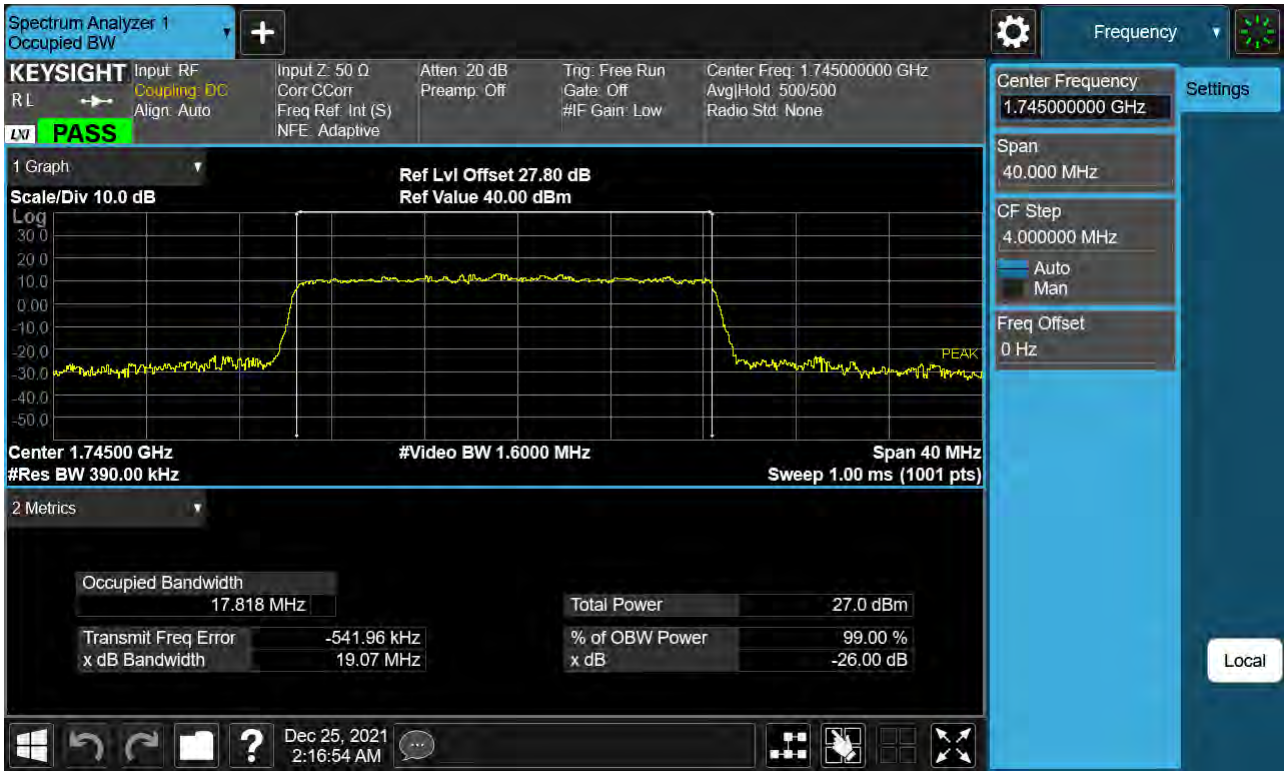 Spectrum Analyzer 1
Occupied BW
Frequency
KEYSIGHT
R L
LXI
PASS
Input: RF
Coupling: DC
Align: Auto
Input Z: 50 Ω
Corr CCorr
Freq Ref: Int (S)
NFE: Adaptive
Atten: 20 dB
Preamp: Off
Trig: Free Run
Gate: Off
#IF Gain: Low
Center Freq: 1.745000000 GHz
Avg|Hold: 500/500
Radio Std: None
Center Frequency
1.745000000 GHz
Settings
Span
40.000 MHz
CF Step
4.000000 MHz
Auto
Man
Freq Offset
0 Hz
1 Graph
Ref Lvl Offset 27.80 dB
Scale/Div 10.0 dB
Ref Value 40.00 dBm
Log
30.0
20.0
10.0
0.00
-10.0
-20.0
-30.0
-40.0
-50.0
PEAK
Center 1.74500 GHz
#Video BW 1.6000 MHz
Span 40 MHz
#Res BW 390.00 kHz
Sweep 1.00 ms (1001 pts)
2 Metrics
Occupied Bandwidth
17.818 MHz
Total Power 27.0 dBm
Transmit Freq Error -541.96 kHz
% of OBW Power 99.00 %
x dB Bandwidth 19.07 MHz
x dB -26.00 dB
Local
?
Dec 25, 2021
2:16:54 AM